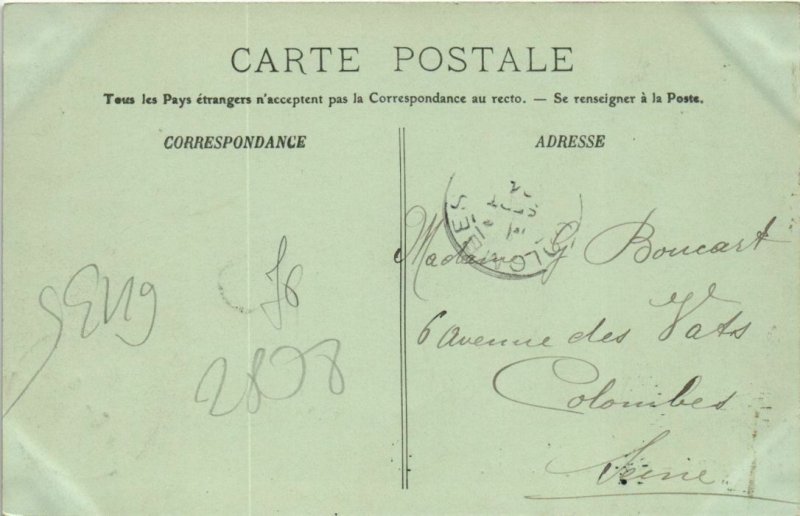 CARTE POSTALE
Tous les Pays étrangers n'acceptent pas la Correspondance au recto. — Se renseigner à la Poste.
CORRESPONDANCE
ADRESSE
COLOMBES
Madame G. Boucart
6 Avenue des Vats
Colombes
Seine
2878